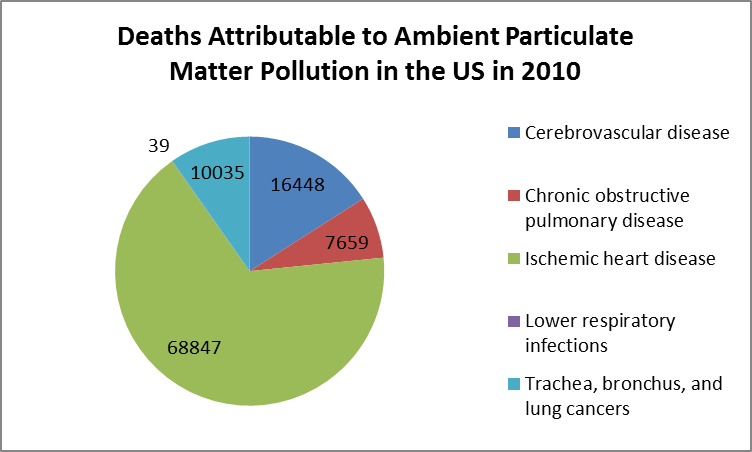 Deaths Attributable to Ambient Particulate
Matter Pollution in the US in 2010
39
10035
16448
7659
68847
Cerebrovascular disease
Chronic obstructive
pulmonary disease
Ischemic heart disease
Lower respiratory
infections
Trachea, bronchus, and
lung cancers